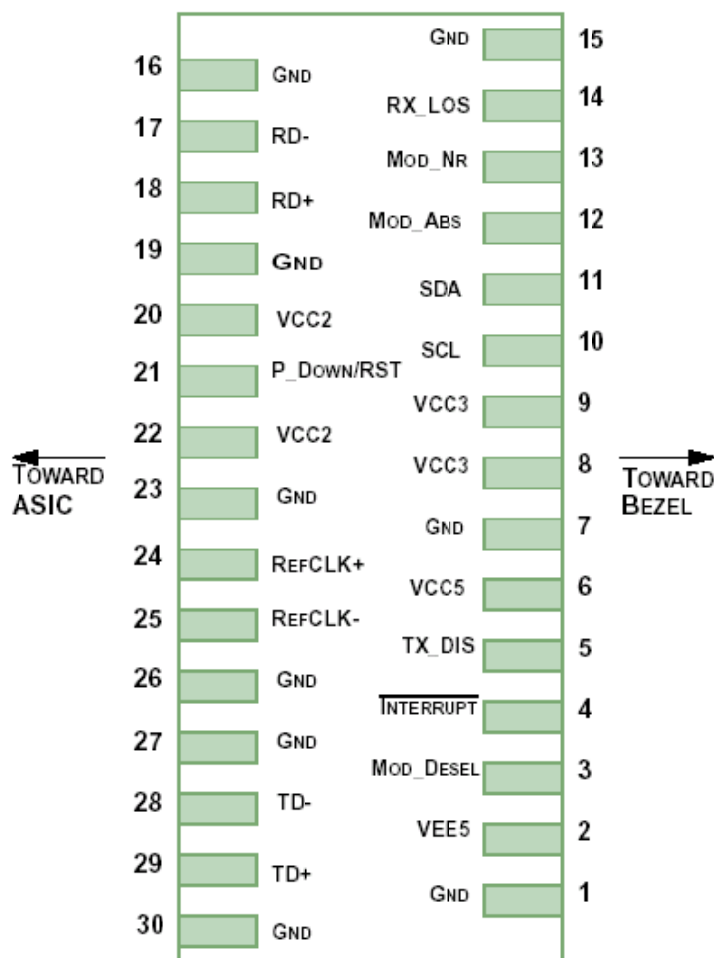 GND 15
16 GND
RX_LOS 14
17 RD-
MOD_NR 13
18 RD+
MOD_ABS 12
19 GND
SDA 11
20 VCC2
SCL 10
21 P_DOWN/RST
VCC3 9
22 VCC2
VCC3 8
TOWARD
ASIC
TOWARD
BEZEL
23 GND
GND 7
24 REFCLK+
VCC5 6
25 REFCLK-
TX_DIS 5
26 GND
INTERRUPT 4
27 GND
MOD_DESEL 3
28 TD-
VEE5 2
29 TD+
GND 1
30 GND